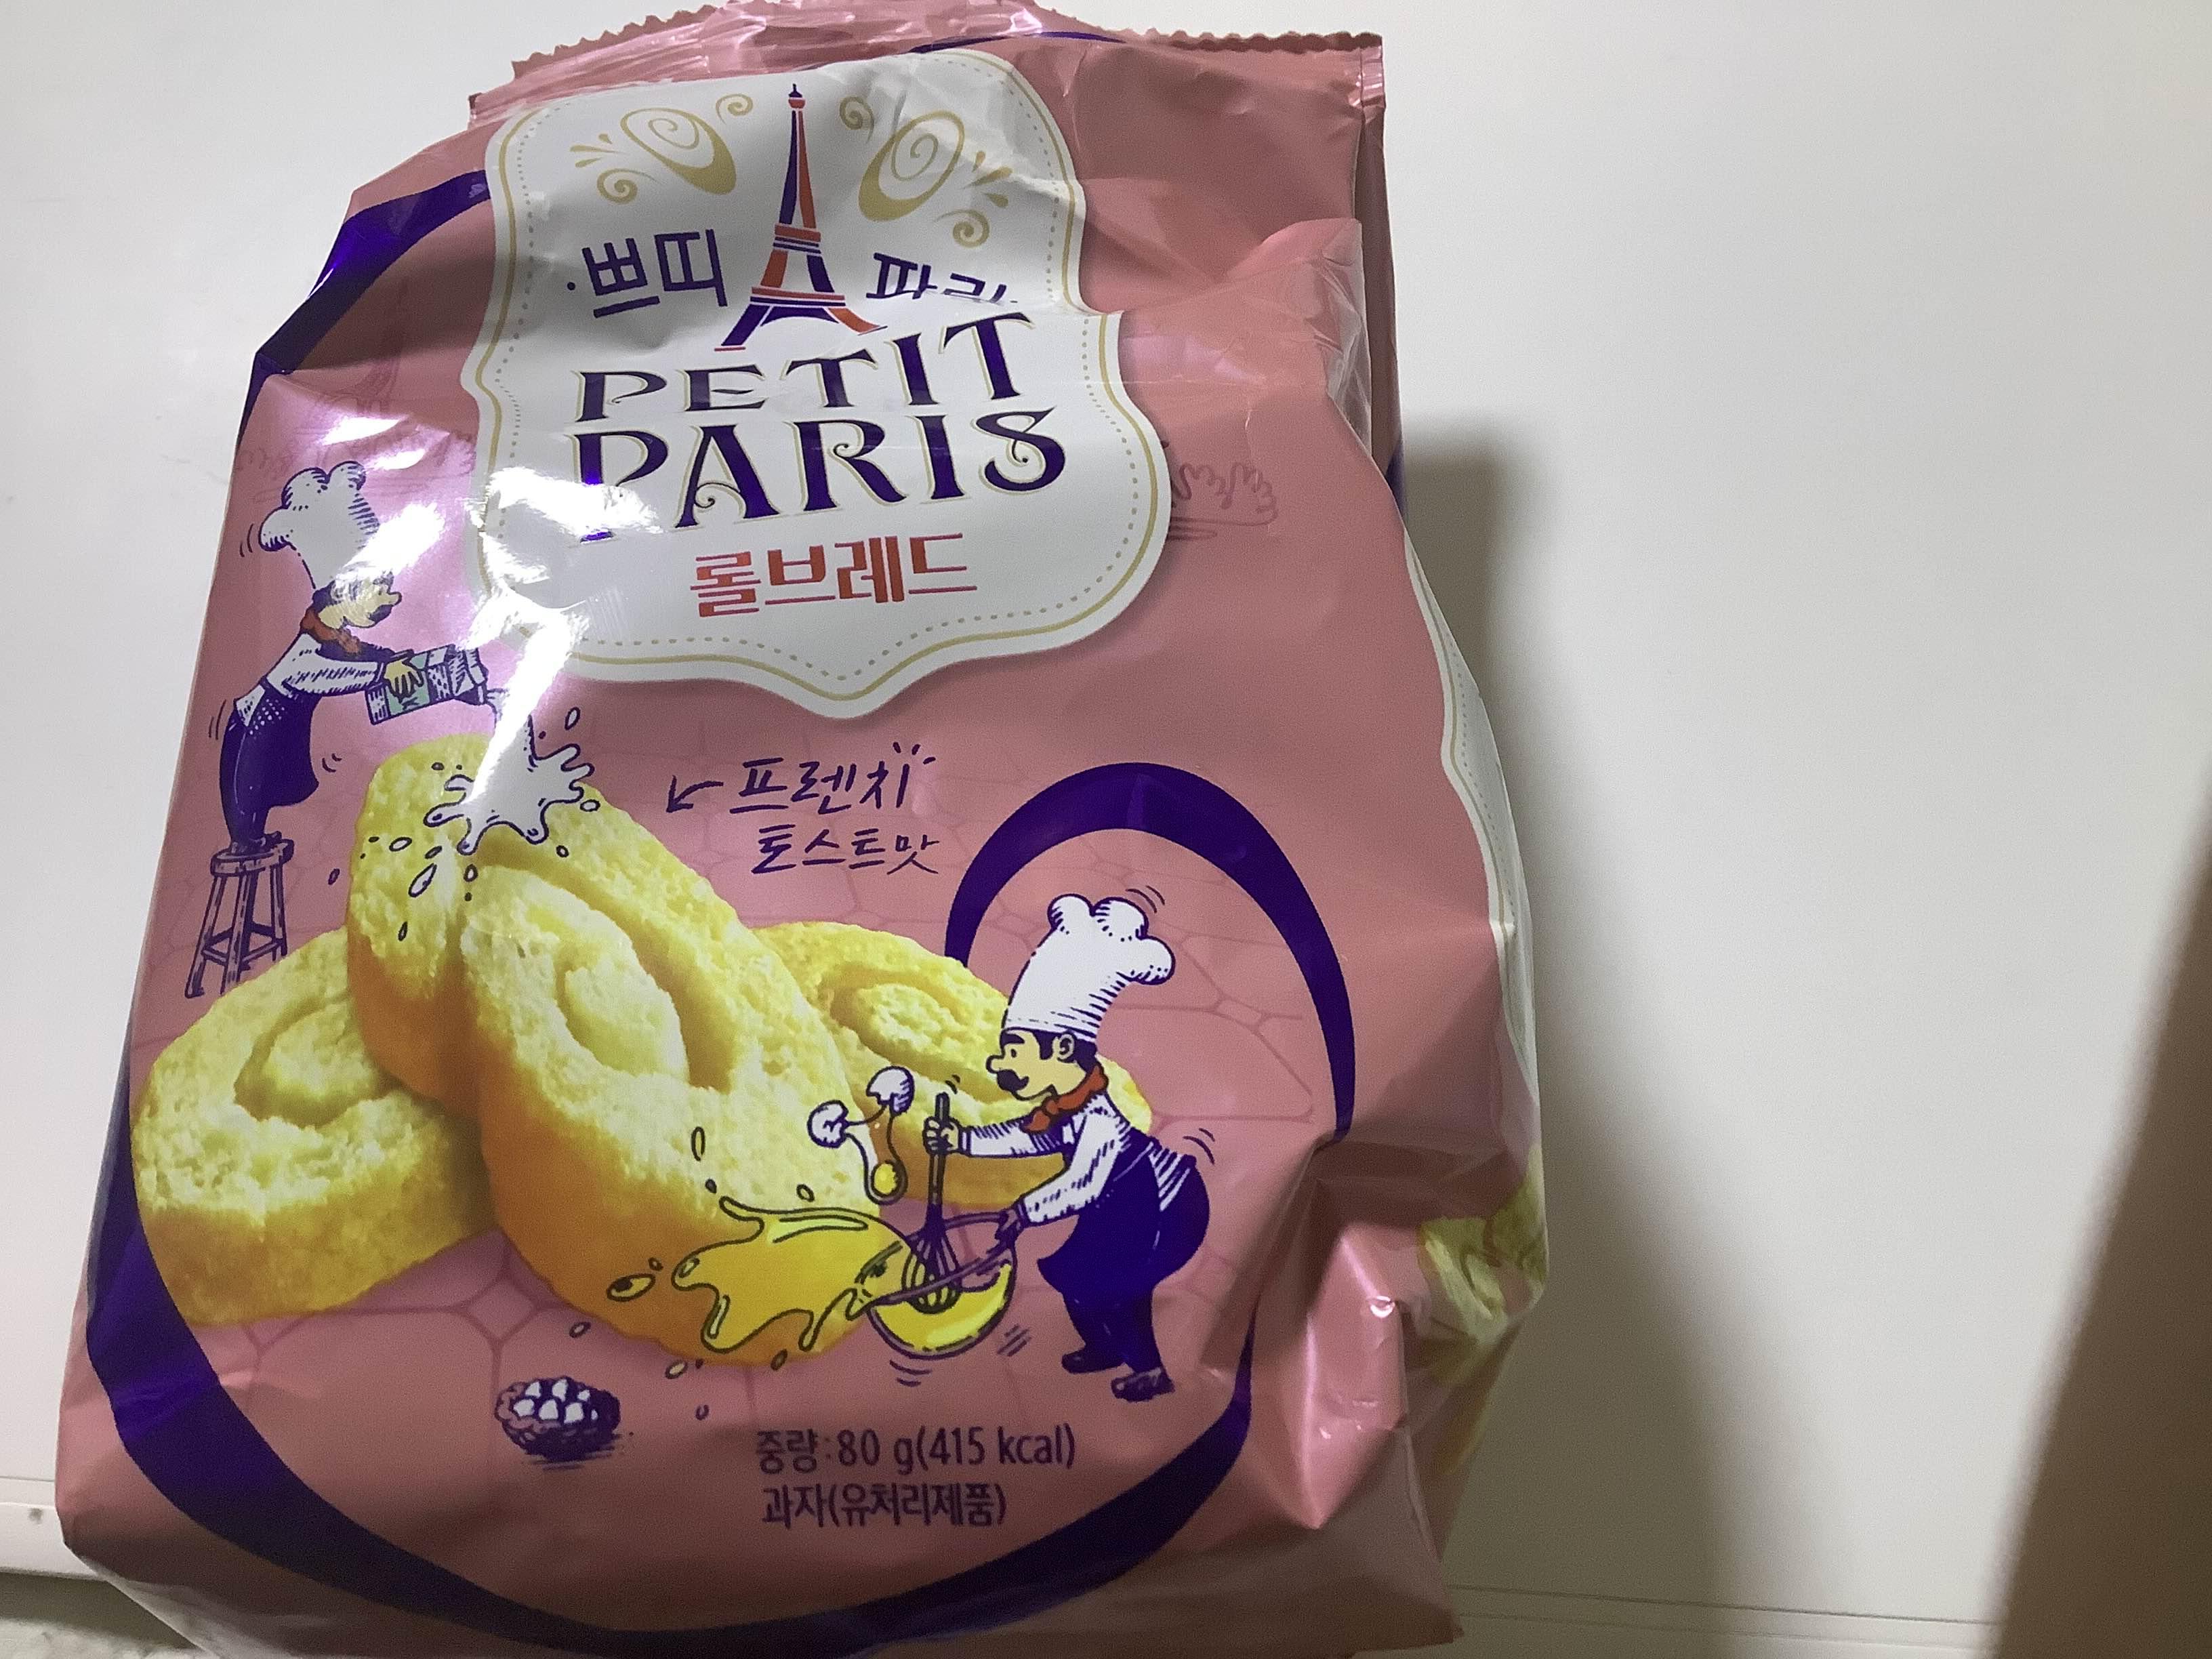 쁘띠 파리
PETIT
PARIS
롤브레드
프렌치
토스트맛
중량:80 g(415 kcal)
과자(유처리제품)